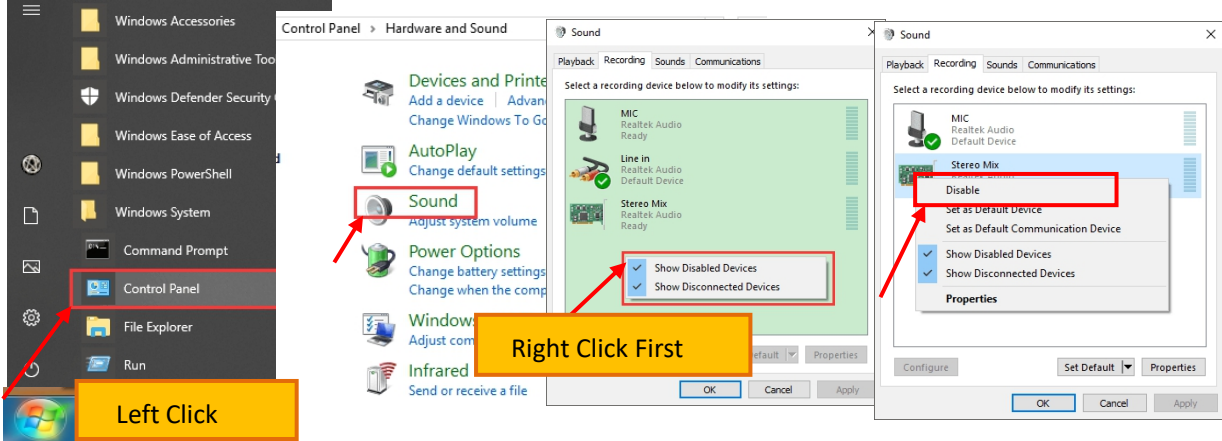 Windows Accessories
Windows Administrative Too
Windows Defender Security
Windows Ease of Access
Windows PowerShell
Windows System
Command Prompt
Control Panel
File Explorer
Run
Left Click
Control Panel > Hardware and Sound
Devices and Printe
Add a device Advan
Change Windows To Go
AutoPlay
Change default settings
Sound
Adjust system volume
Power Options
Change battery settings
Change when the comp
Window
Adjust com
Infrared
Send or receive a file
Right Click First
Sound
Playback Recording Sounds Communications
Select a recording device below to modify its settings:
MIC
Realtek Audio
Ready
Line in
Realtek Audio
Default Device
Stereo Mix
Realtek Audio
Ready
Show Disabled Devices
Show Disconnected Devices
efault Properties
OK Cancel Apply
Sound
Playback Recording Sounds Communications
Select a recording device below to modify its settings:
MIC
Realtek Audio
Default Device
Stereo Mix
Realtek Audio
Disable
Set as Default Device
Set as Default Communication Device
Show Disabled Devices
Show Disconnected Devices
Properties
Configure Set Default Properties
OK Cancel Apply